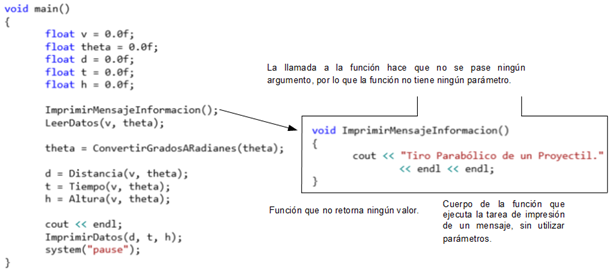 void main()
{
float v = 0.0f;
float theta = 0.0f;
float d = 0.0f;
float t = 0.0f;
float h = 0.0f;
ImprimirMensajeInformacion();
LeerDatos(v, theta);
theta = ConvertirGradosARadianes(theta);
d = Distancia(v, theta);
t = Tiempo(v, theta);
h = Altura(v, theta);
cout << endl;
ImprimirDatos(d, t, h);
system("pause");
}
La llamada a la función hace que no se pase ningún
argumento, por lo que la función no tiene ningún parámetro.
void ImprimirMensajeInformacion()
{
cout << "Tiro Parabólico de un Proyectil."
<< endl << endl;
}
Función que no retorna ningún valor.
Cuerpo de la función que
ejecuta la tarea de impresión
de un mensaje, sin utilizar
parámetros.